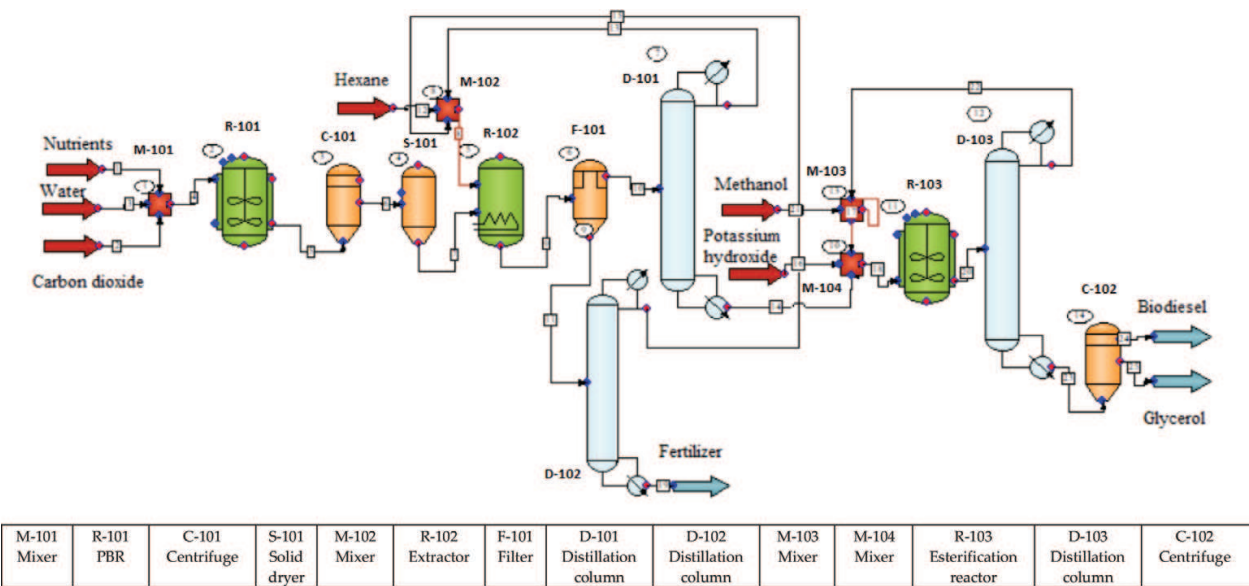 Hexane
M-102
D-101
D-103
Nutrients
M-101
R-101
C-101
S-101
R-102
F-101
Water
Carbon dioxide
Methanol
M-103
R-103
Potassium
hydroxide
M-104
C-102
Biodiesel
Glycerol
D-102
Fertilizer
M-101 R-101 C-101 S-101 M-102 R-102 F-101 D-101 D-102 M-103 M-104 R-103 D-103 C-102
Mixer PBR Centrifuge Solid Mixer Extractor Filter Distillation Distillation Mixer Mixer Esterification Distillation Centrifuge
dryer column column reactor column